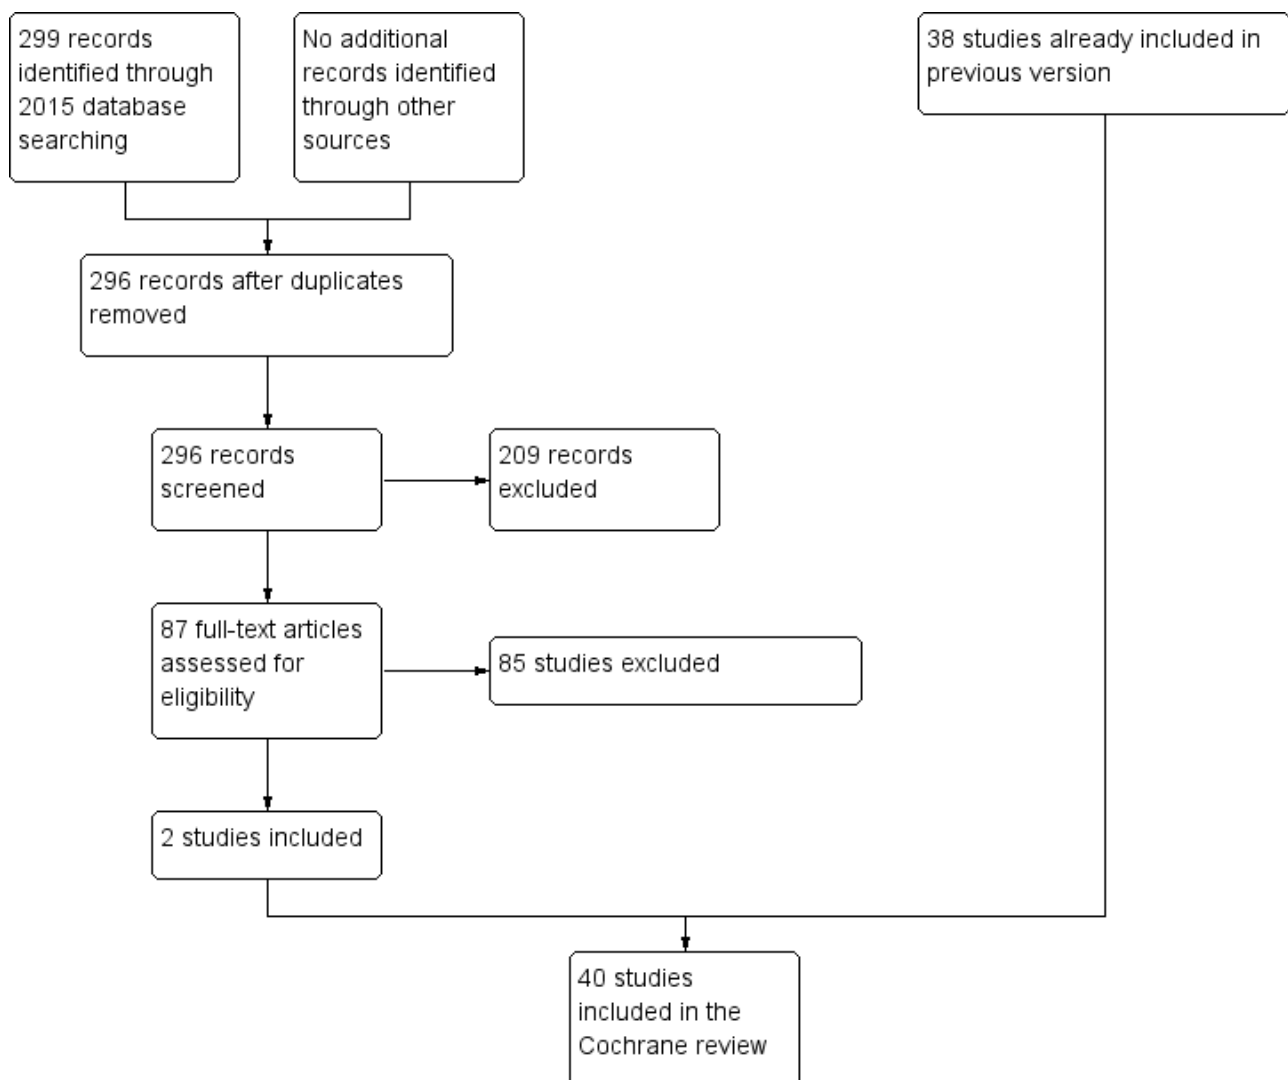 299 records
identified through
2015 database
searching
No additional
records identified
through other
sources
38 studies already included in
previous version
296 records after duplicates
removed
296 records
screened
209 records
excluded
87 full-text articles
assessed for
eligibility
85 studies excluded
2 studies included
40 studies
included in the
Cochrane review